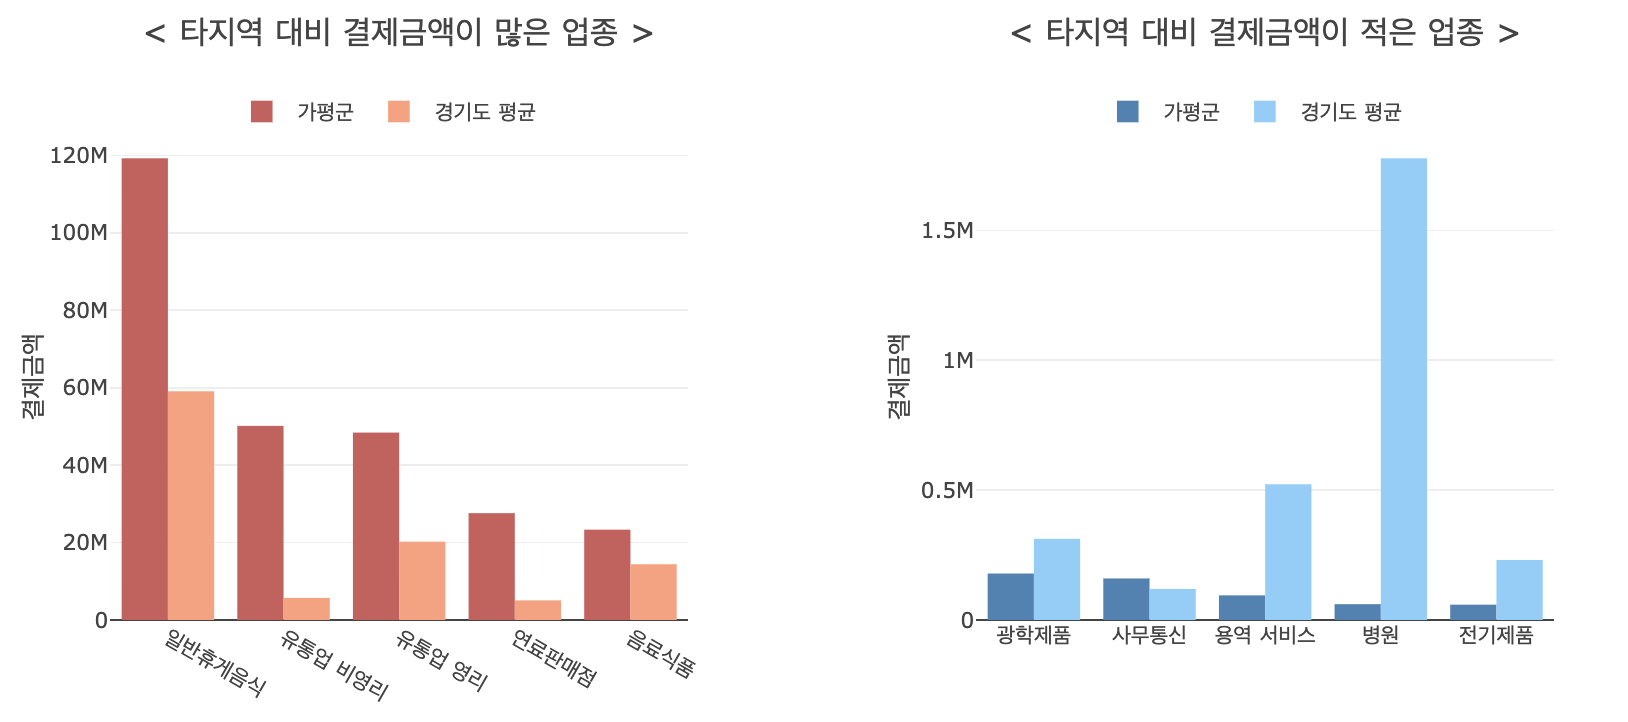 < 타지역 대비 결제금액이 많은 업종 >
가평군 경기도 평균
120M
100M
80M
60M
40M
20M
0
결제금액
일반휴게음식
유통업 비영리
유통업 영리
연료판매점
음료식품
< 타지역 대비 결제금액이 적은 업종 >
가평군 경기도 평균
1.5M
1M
0.5M
0
결제금액
광학제품 사무통신 용역 서비스 병원 전기제품